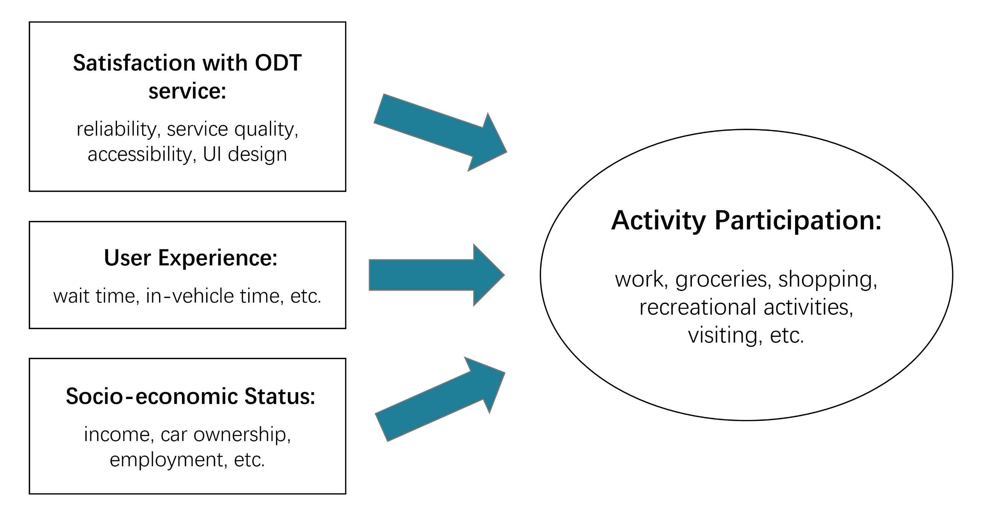 Satisfaction with ODT
service:
reliability, service quality,
accessibility, UI design
User Experience:
wait time, in-vehicle time, etc.
Socio-economic Status:
income, car ownership,
employment, etc.
Activity Participation:
work, groceries, shopping,
recreational activities,
visiting, etc.